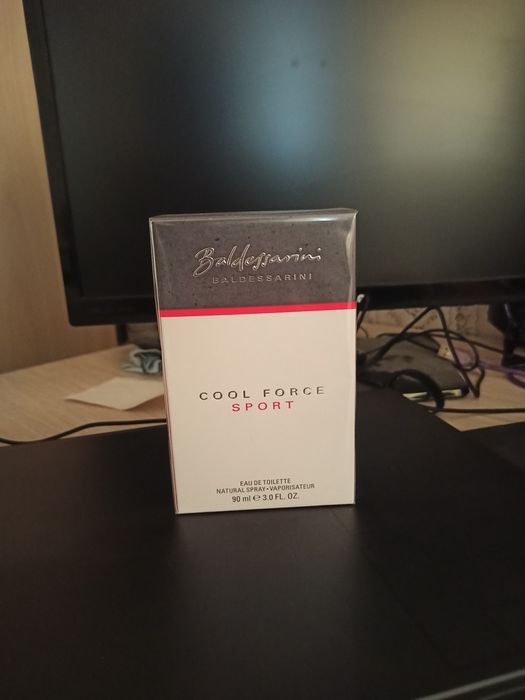 Baldessarini
BALDESSARINI
COOL FORCE
SPORT
EAU DE TOILETTE
NATURAL SPRAY•VAPORISATEUR
90 ml ℮ 3.0 FL. OZ.